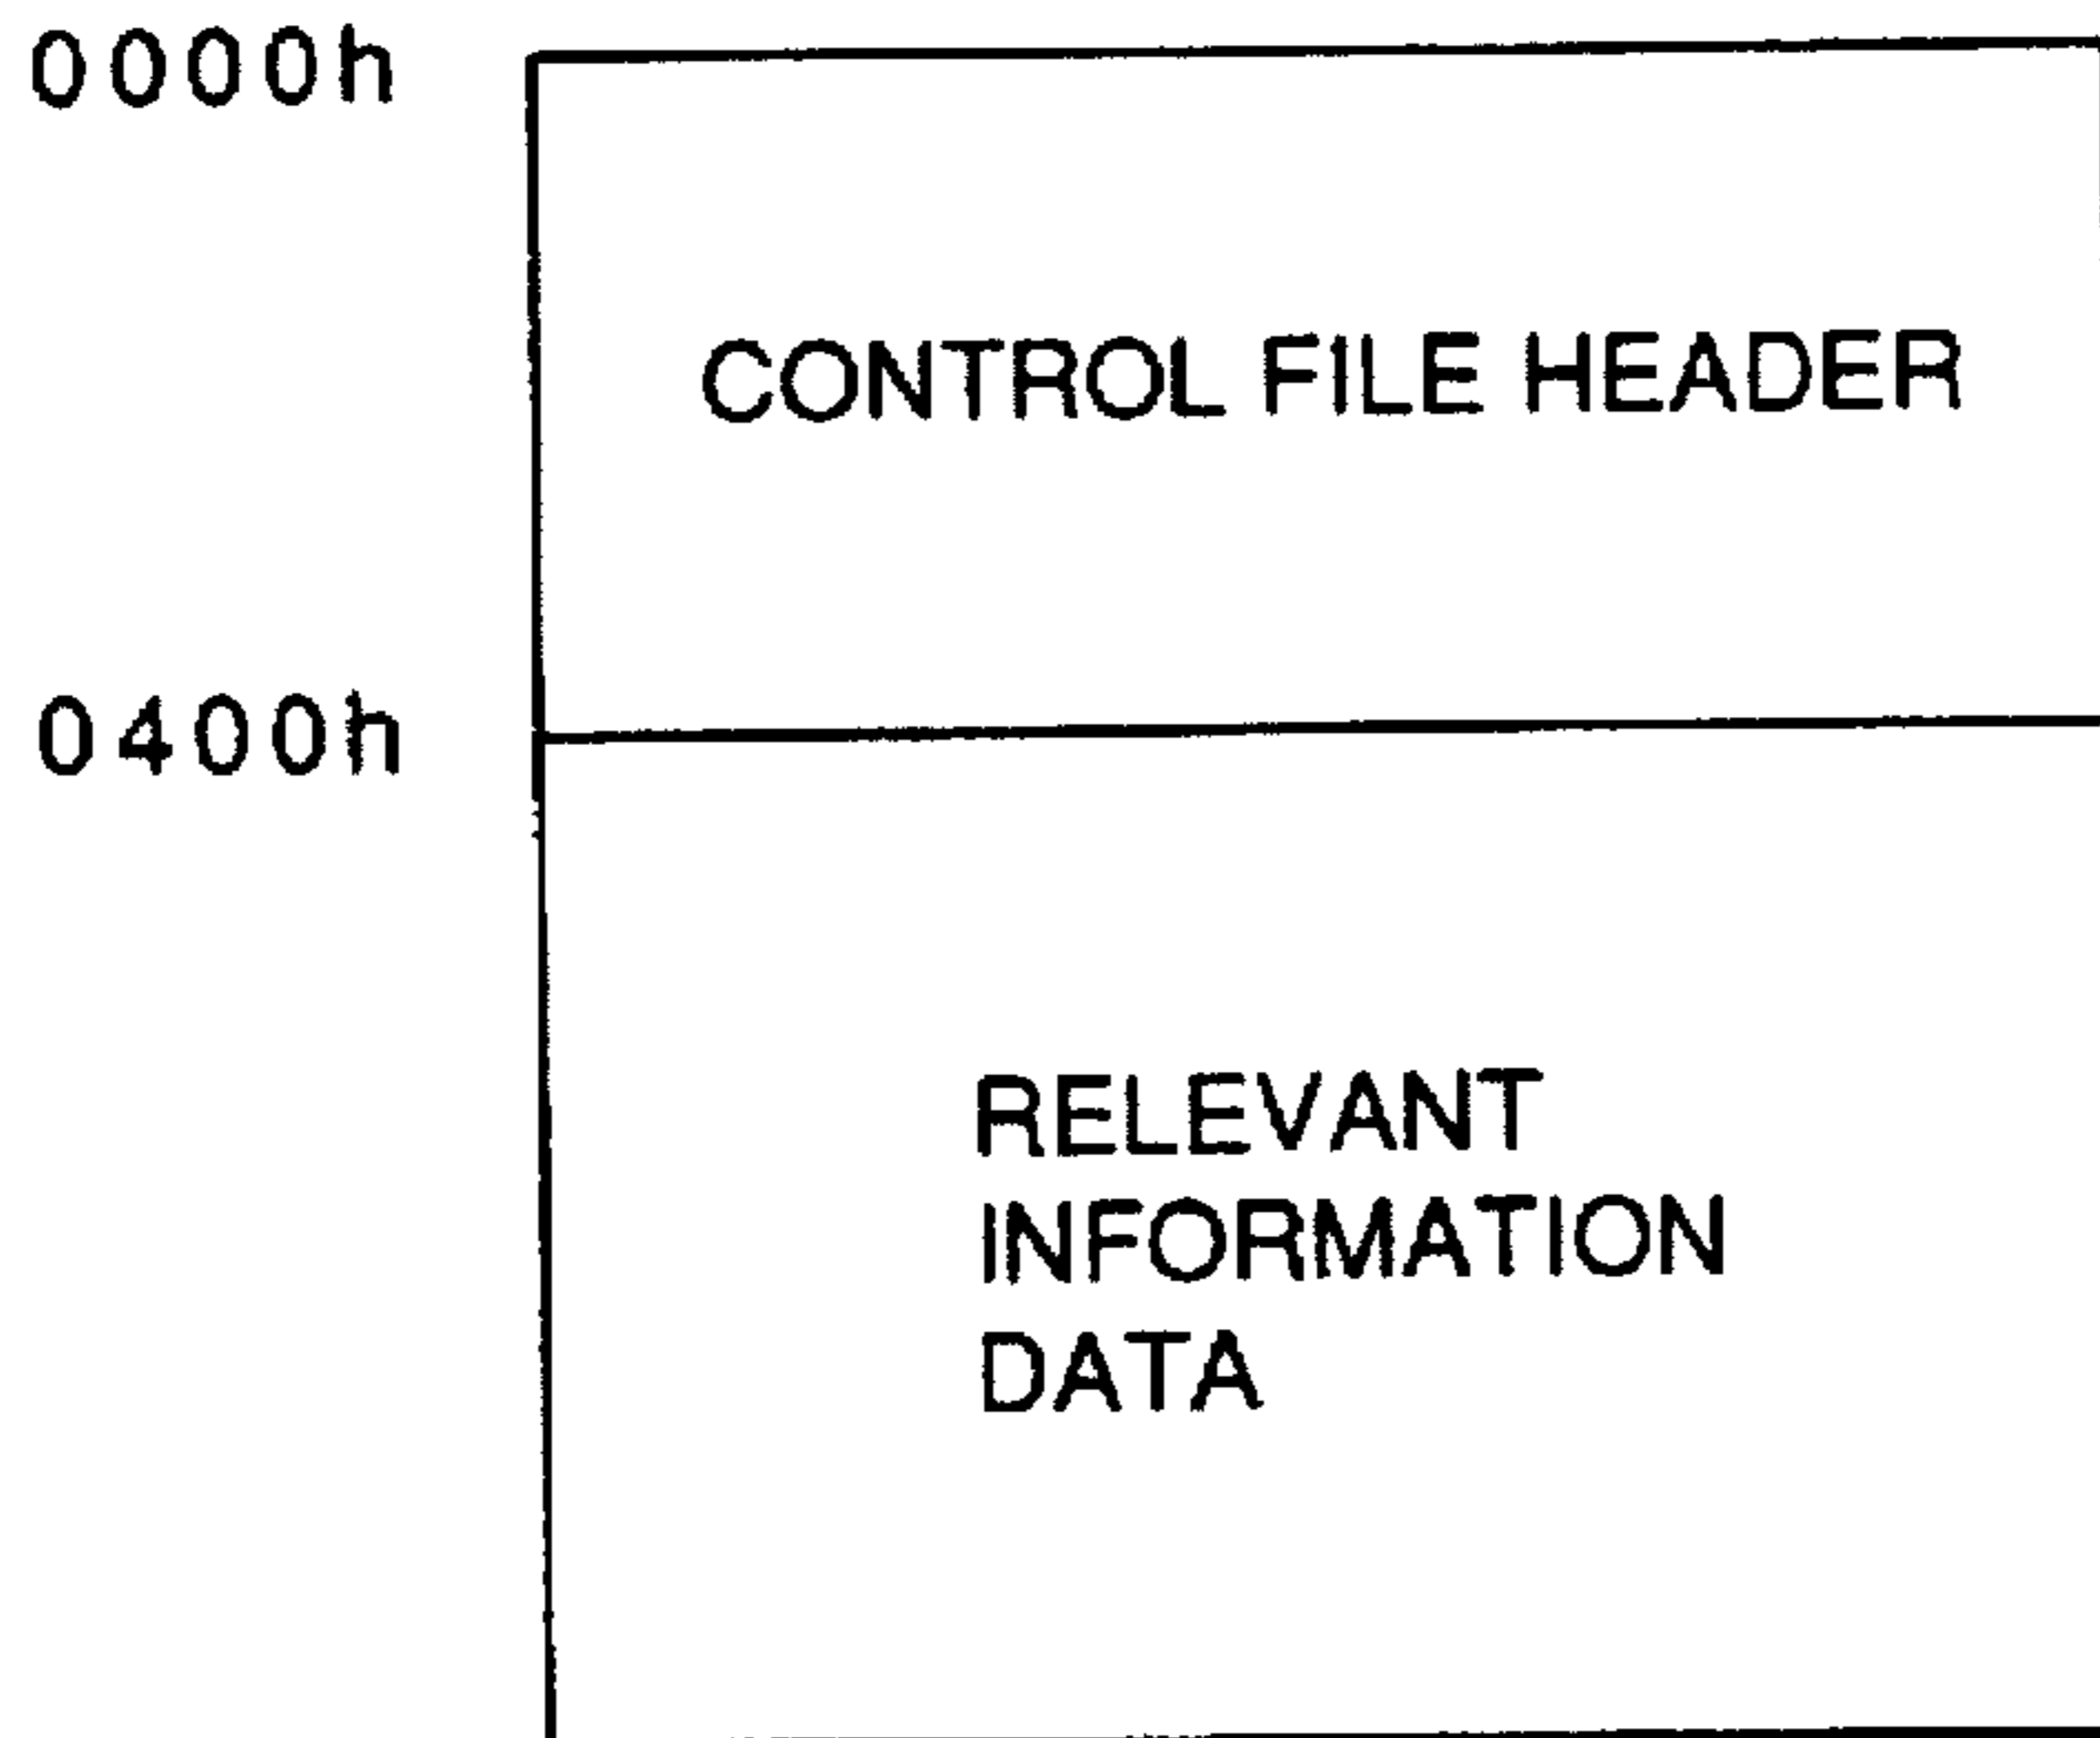 0000h
CONTROL FILE HEADER
0400h
RELEVANT
INFORMATION
DATA